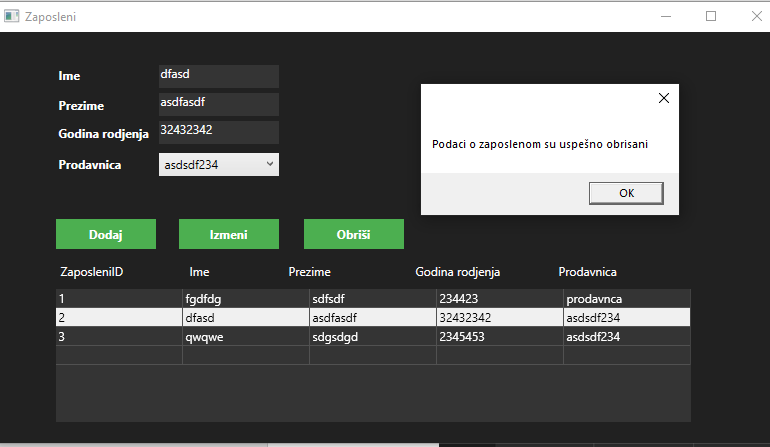 Zaposleni
Ime dfasd
Prezime asdfasdf
Godina rodjenja 32432342
Prodavnica asdsdf234
Podaci o zaposlenom su uspešno obrisani
OK
Dodaj Izmeni Obriši
ZaposleniID Ime Prezime Godina rodjenja Prodavnica
1 fgdfdg sdfsdf 234423 prodavnca
2 dfasd asdfasdf 32432342 asdsdf234
3 qwqwe sdgsdgd 2345453 asdsdf234